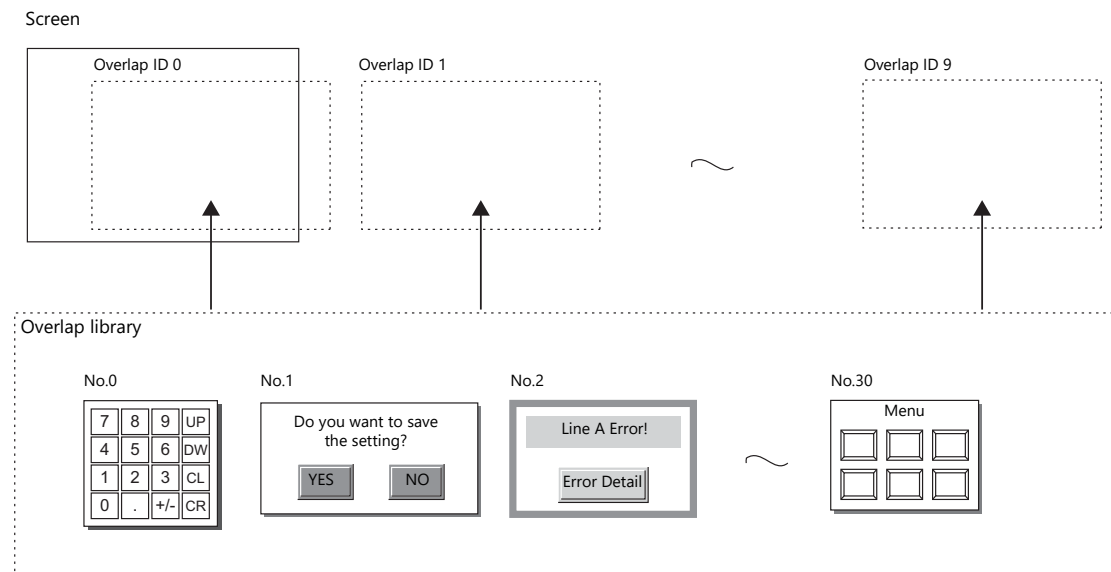 Screen
Overlap ID 0
Overlap ID 1
Overlap ID 9
Overlap library
No.0
No.1
No.2
No.30
7 8 9 UP
4 5 6 DW
1 2 3 CL
0 . +/- CR
Do you want to save
the setting?
YES NO
Line A Error!
Error Detail
Menu